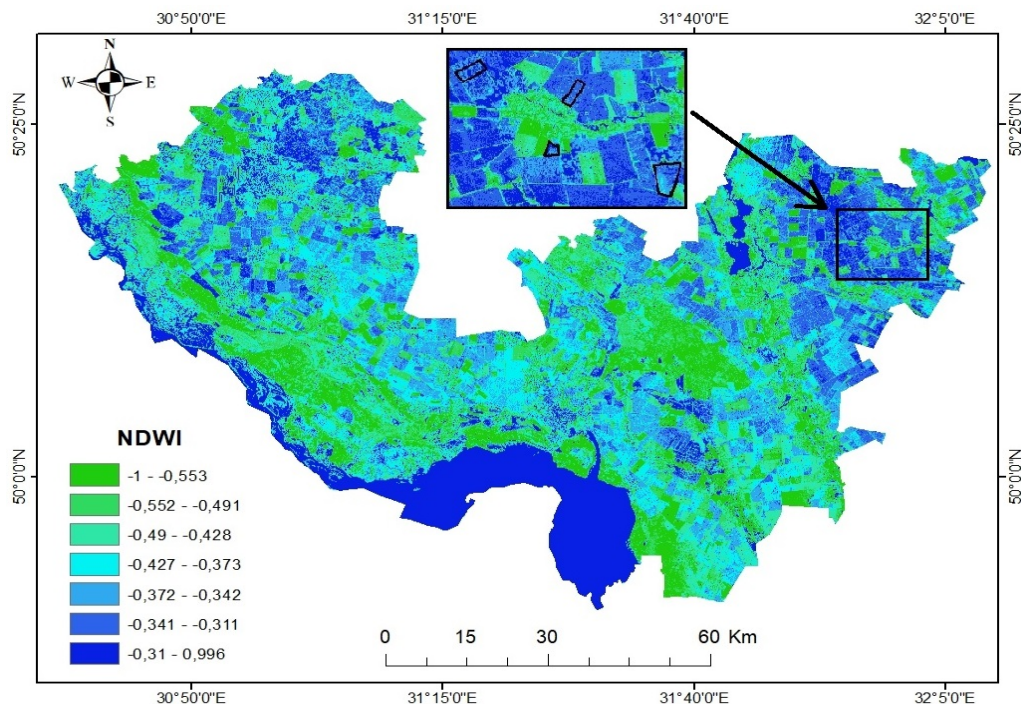 30°50'0"E 31°15'0"E 31°40'0"E 32°5'0"E
N
W E
S
50°25'0"N 50°25'0"N
50°0'0"N 50°0'0"N
NDWI
-1 - -0,553
-0,552 - -0,491
-0,49 - -0,428
-0,427 - -0,373
-0,372 - -0,342
-0,341 - -0,311
-0,31 - 0,996
0 15 30 60 Km
30°50'0"E 31°15'0"E 31°40'0"E 32°5'0"E